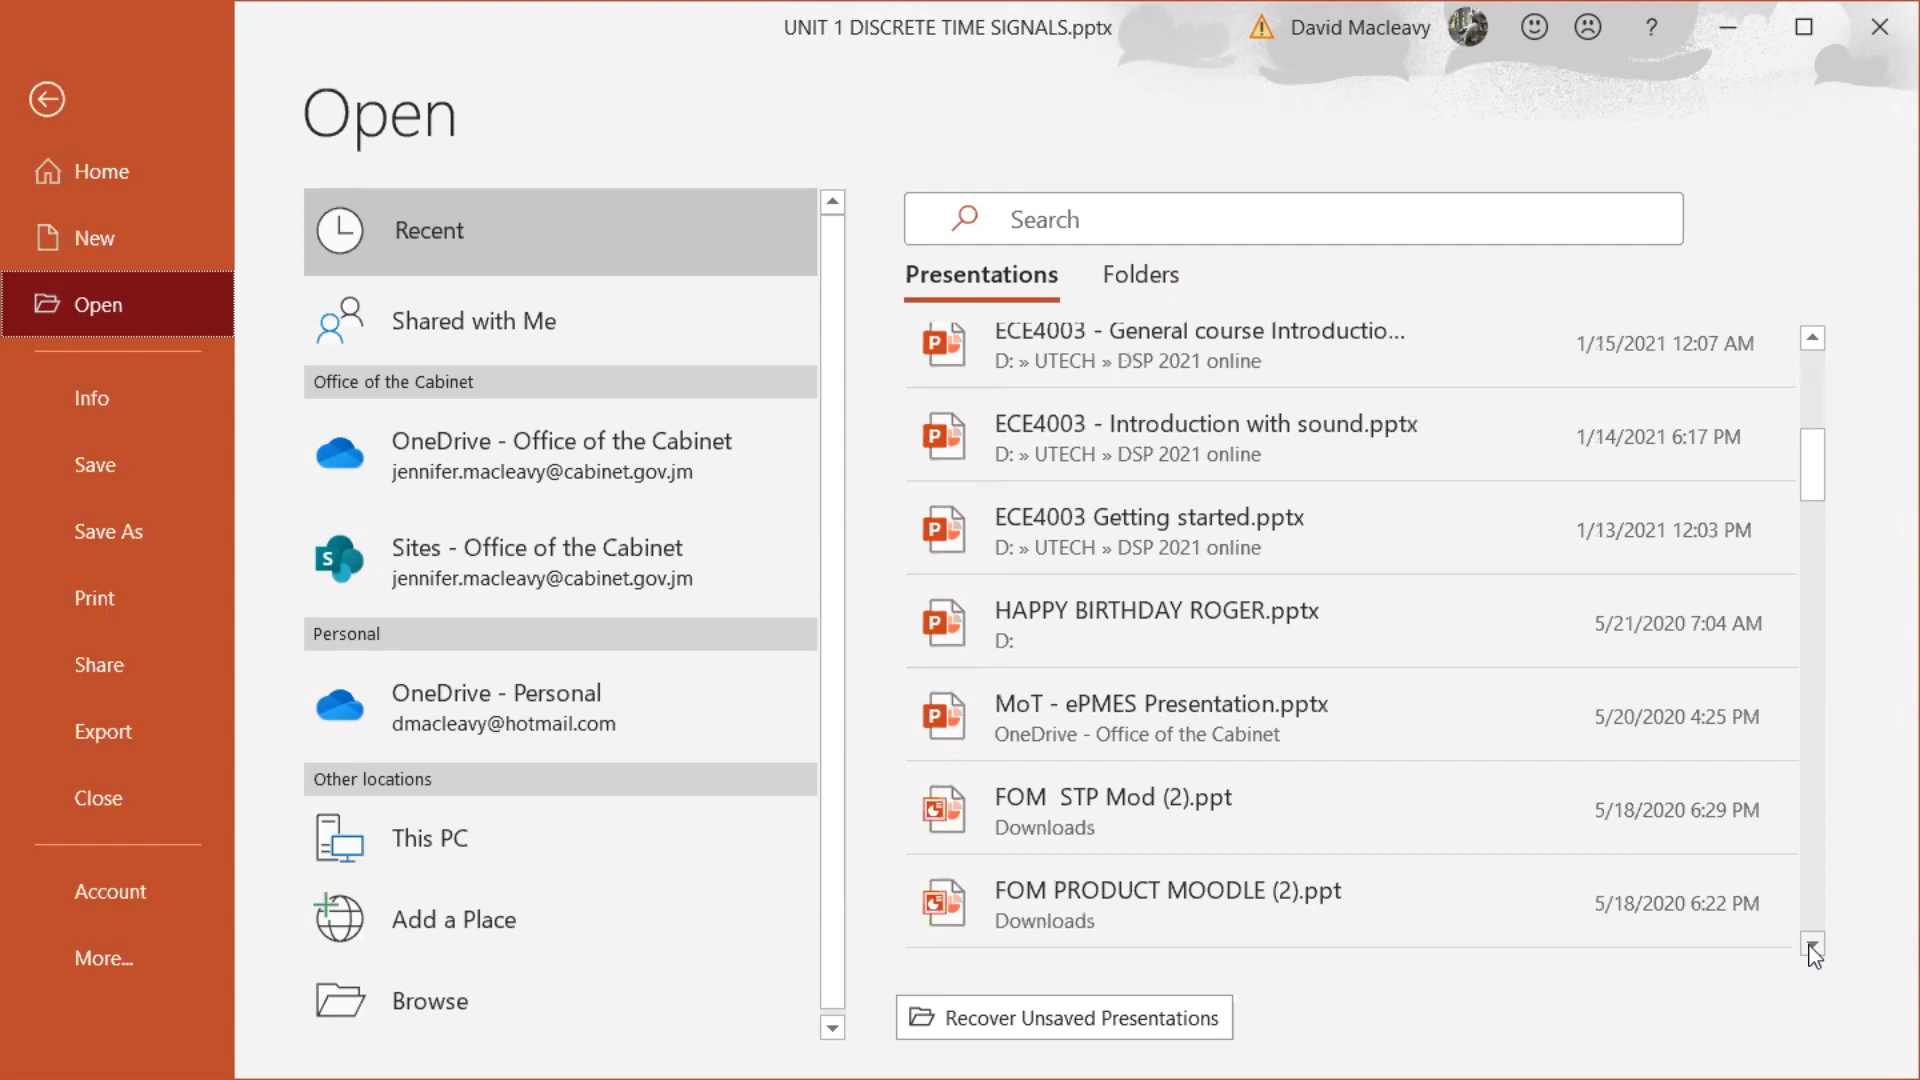 UNIT 1 DISCRETE TIME SIGNALS.pptx
David Macleavy
?
Home
New
Open
Info
Save
Save As
Print
Share
Export
Close
Account
More...
Open
Recent
Shared with Me
Office of the Cabinet
OneDrive - Office of the Cabinet
jennifer.macleavy@cabinet.gov.jm
S
Sites - Office of the Cabinet
jennifer.macleavy@cabinet.gov.jm
Personal
OneDrive - Personal
dmacleavy@hotmail.com
Other locations
This PC
Add a Place
Browse
Search
Presentations Folders
P
ECE4003 - General course Introductio... 1/15/2021 12:07 AM
D: » UTECH » DSP 2021 online
P
ECE4003 - Introduction with sound.pptx 1/14/2021 6:17 PM
D: » UTECH » DSP 2021 online
P
ECE4003 Getting started.pptx 1/13/2021 12:03 PM
D: » UTECH » DSP 2021 online
P
HAPPY BIRTHDAY ROGER.pptx 5/21/2020 7:04 AM
D:
P
MoT - ePMES Presentation.pptx 5/20/2020 4:25 PM
OneDrive - Office of the Cabinet
FOM  STP Mod (2).ppt 5/18/2020 6:29 PM
Downloads
FOM PRODUCT MOODLE (2).ppt 5/18/2020 6:22 PM
Downloads
Recover Unsaved Presentations